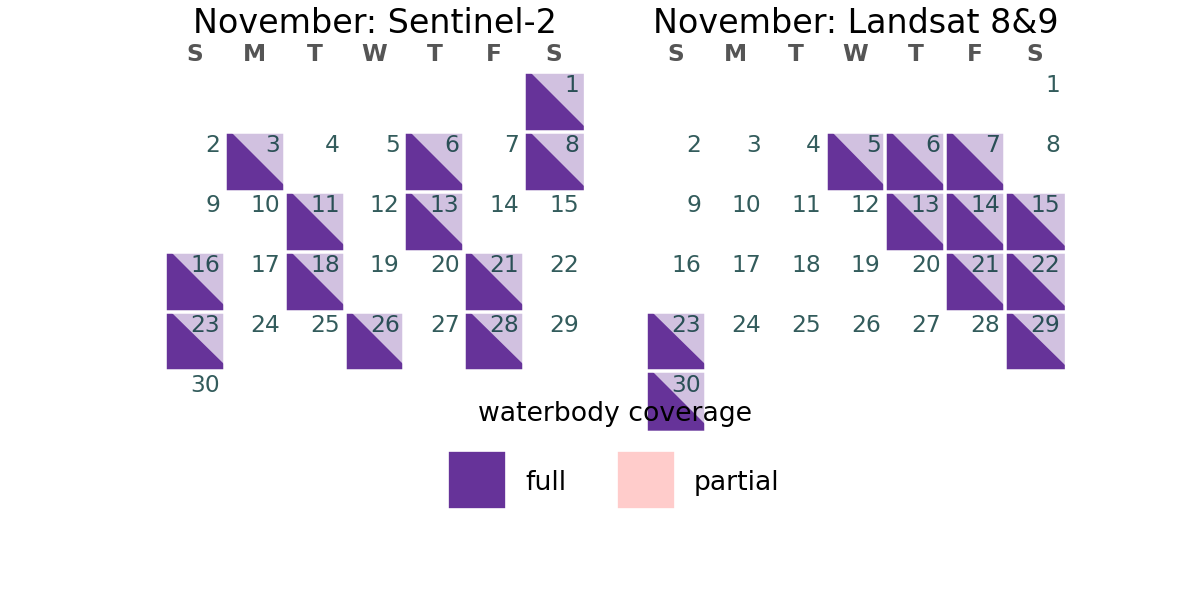 November: Sentinel-2
S M T W T F S
1
2 3 4 5 6 7 8
9 10 11 12 13 14 15
16 17 18 19 20 21 22
23 24 25 26 27 28 29
30
November: Landsat 8&9
S M T W T F S
1
2 3 4 5 6 7 8
9 10 11 12 13 14 15
16 17 18 19 20 21 22
23 24 25 26 27 28 29
30
waterbody coverage
full partial